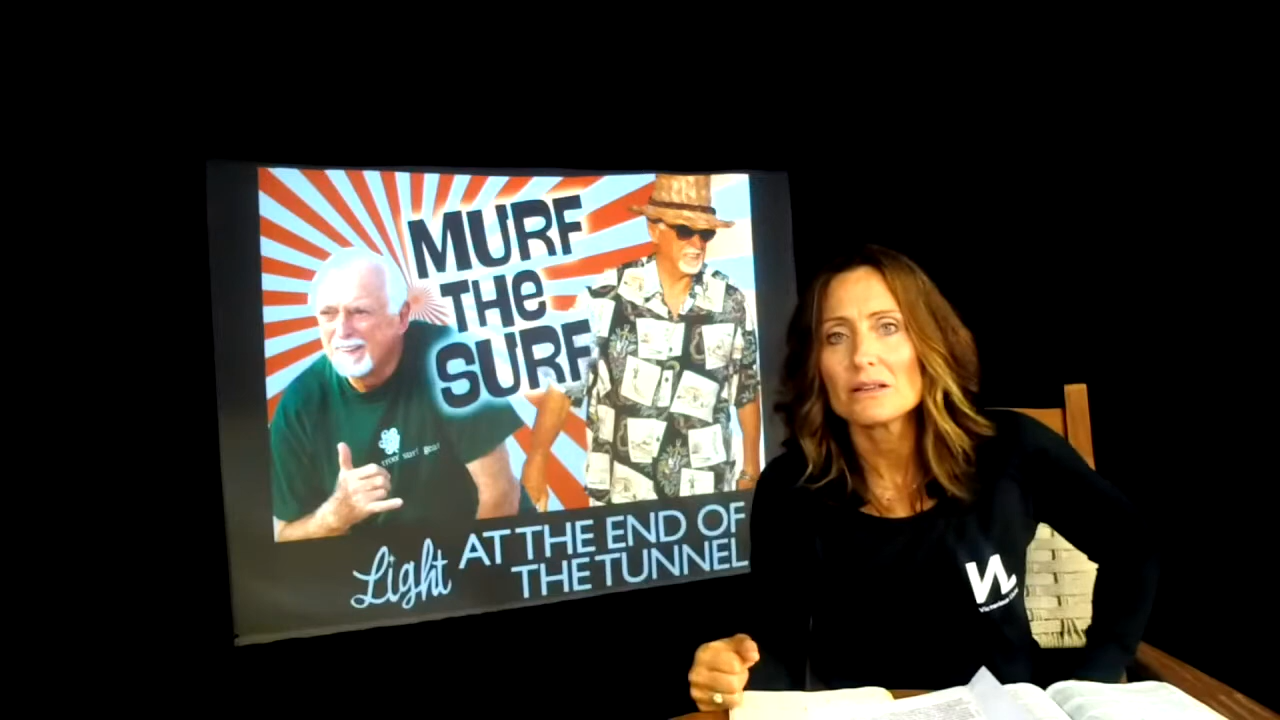 MURF
THE
SURF
Light AT THE END OF
THE TUNNEL